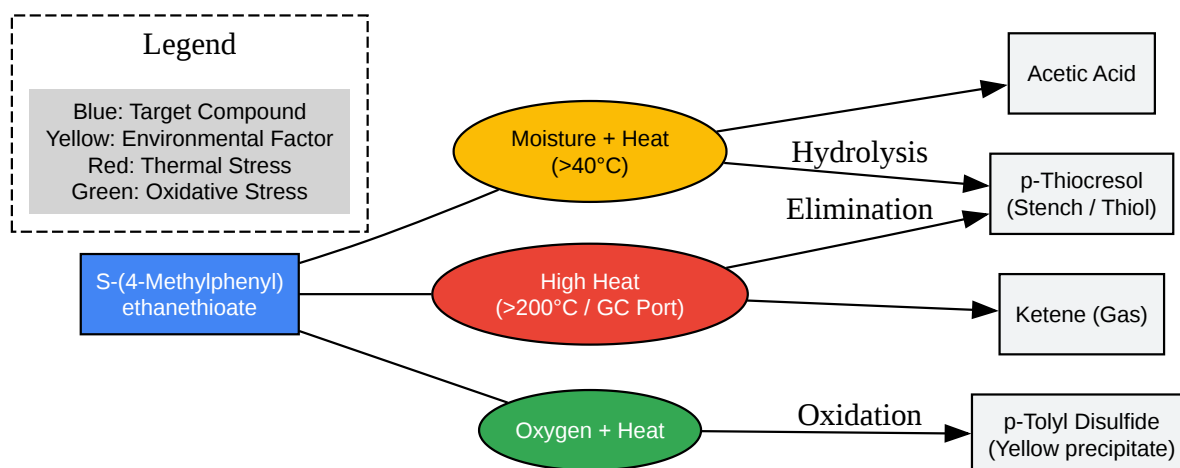 Legend
Blue: Target Compound
Yellow: Environmental Factor
Red: Thermal Stress
Green: Oxidative Stress
S-(4-Methylphenyl)
ethanethioate
Moisture + Heat
(>40°C)
High Heat
(>200°C / GC Port)
Oxygen + Heat
Hydrolysis
Elimination
Oxidation
Acetic Acid
p-Thiocresol
(Stench / Thiol)
Ketene (Gas)
p-Tolyl Disulfide
(Yellow precipitate)